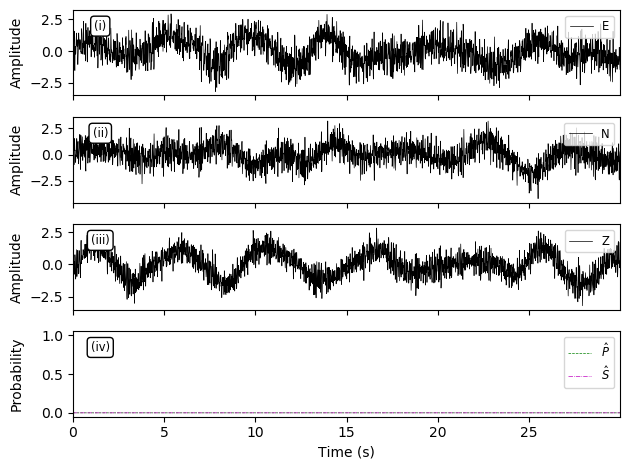 Amplitude
2.5
0.0
−2.5
(i)
E
Amplitude
2.5
0.0
−2.5
(ii)
N
Amplitude
2.5
0.0
−2.5
(iii)
Z
Probability
1.0
0.5
0.0
(iv)
P̂
Ŝ
0 5 10 15 20 25
Time (s)